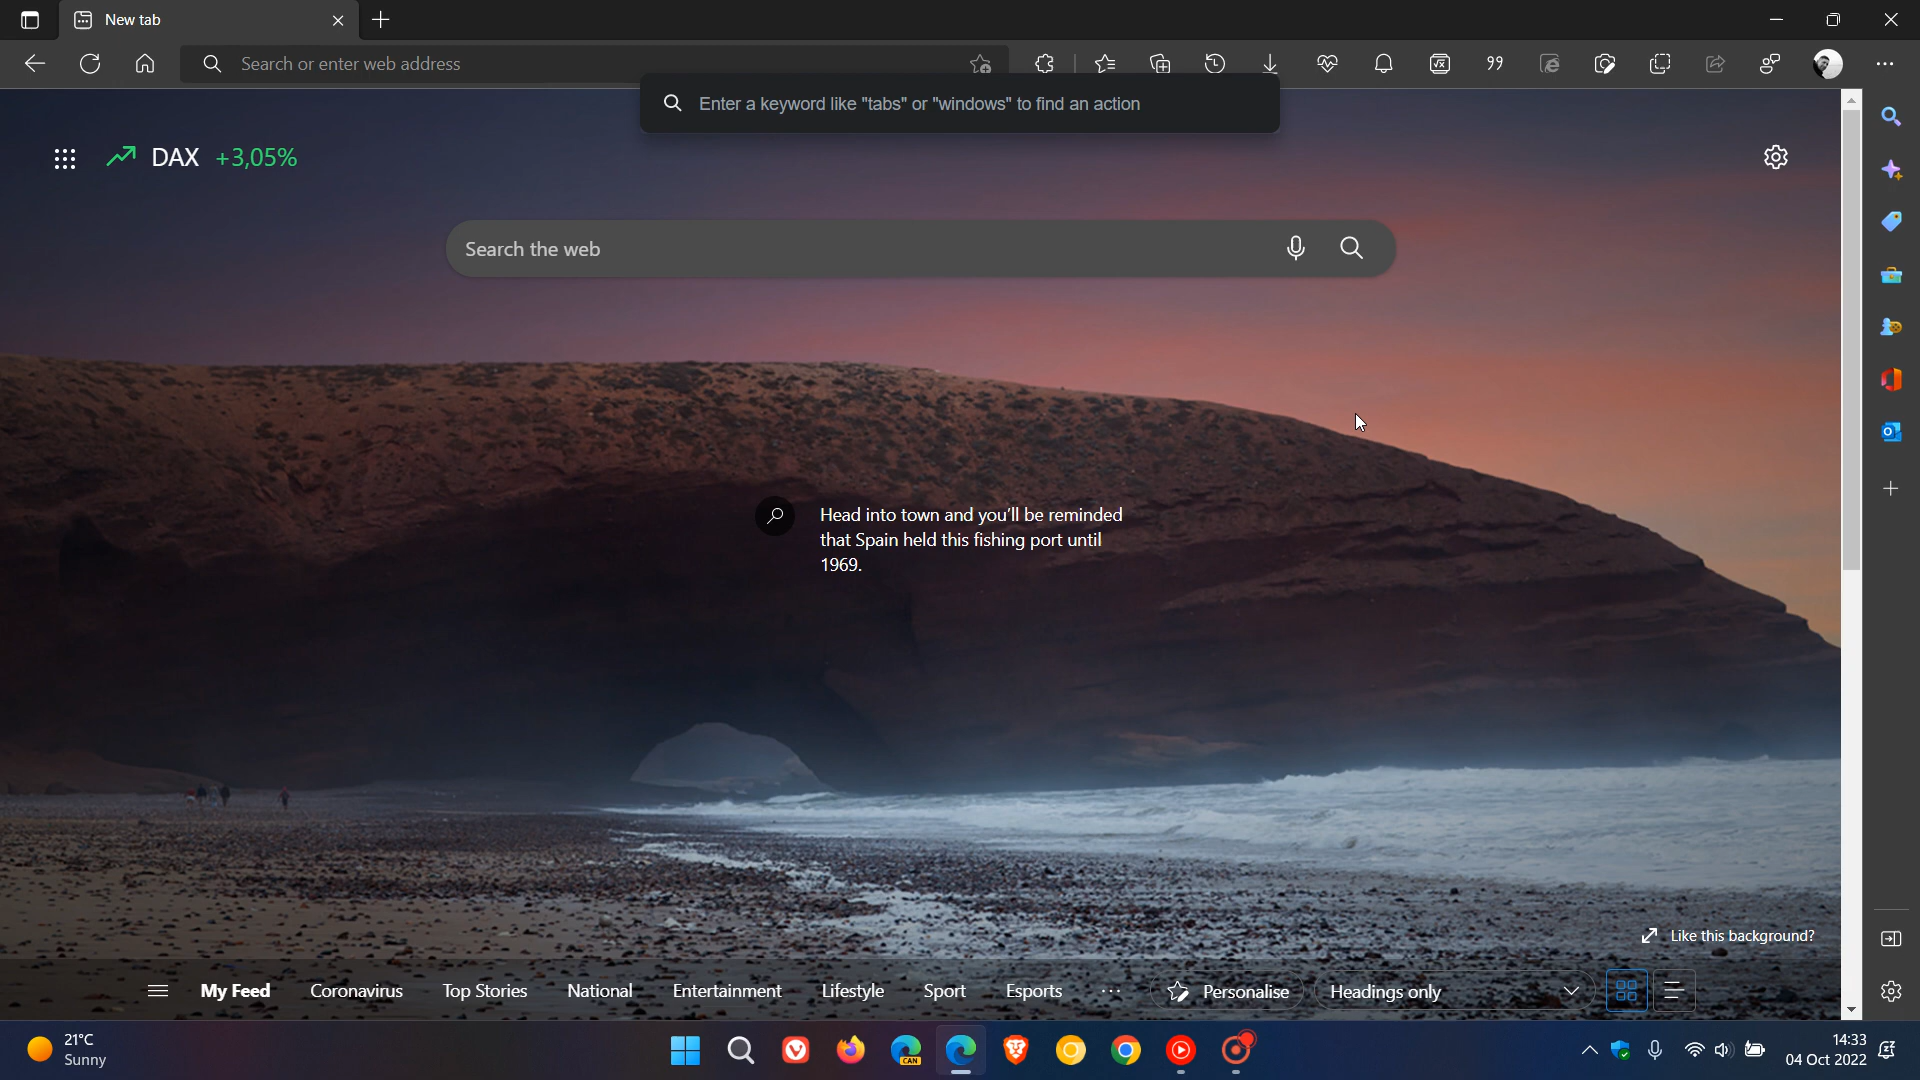 New tab
Search or enter web address
Enter a keyword like "tabs" or "windows" to find an action
DAX +3,05%
Search the web
Head into town and you'll be reminded
that Spain held this fishing port until
1969.
Like this background?
My Feed Coronavirus Top Stories National Entertainment Lifestyle Sport Esports ... Personalise Headings only
21°C
Sunny
CAN
14:33
04 Oct 2022